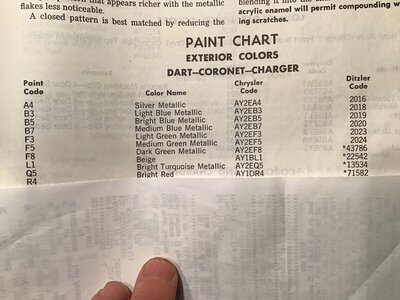 that appears richer with the metallic
flakes less noticeable.
A closed pattern is best matched by reducing the
blending it into the
acrylic enamel will permit compounding
ing scratches.
PAINT CHART
EXTERIOR COLORS
DART—CORONET—CHARGER
Paint Code Color Name Chrysler Code Ditzler Code
A4 Silver Metallic AY2EA4 2016
B3 Light Blue Metallic AY2EB3 2018
B5 Bright Blue Metallic AY2EB5 2019
B7 Medium Blue Metallic AY2EB7 2020
F3 Light Green Metallic AY2EF3 2023
F5 Medium Green Metallic AY2EF5 2024
F8 Dark Green Metallic AY2EF8 *43786
L1 Beige AY1BL1 *22542
Q5 Bright Turquoise Metallic AY2EQ5 *13534
R4 Bright Red AY1DR4 *71582